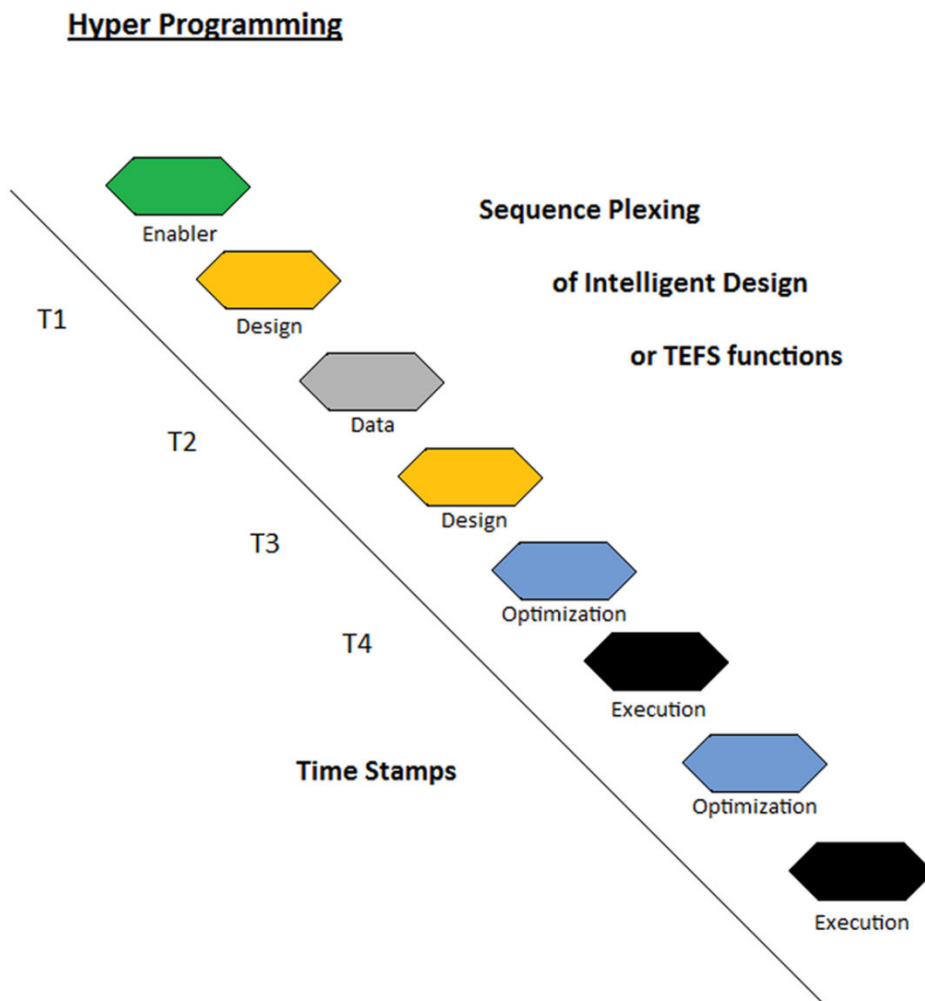 Hyper Programming
Enabler
Sequence Plexing
Design
of Intelligent Design
T1
or TEFS functions
Data
T2
Design
T3
Optimization
T4
Execution
Time Stamps
Optimization
Execution